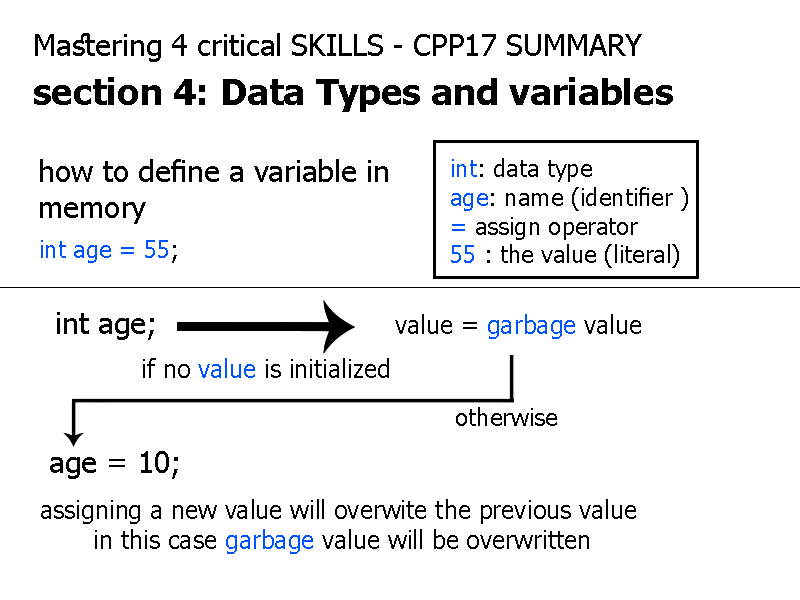 Mastering 4 critical SKILLS - CPP17 SUMMARY
section 4: Data Types and variables
how to define a variable in
memory
int age = 55;
int: data type
age: name (identifier )
= assign operator
55 : the value (literal)
int age;
value = garbage value
if no value is initialized
otherwise
age = 10;
assigning a new value will overwite the previous value
in this case garbage value will be overwritten